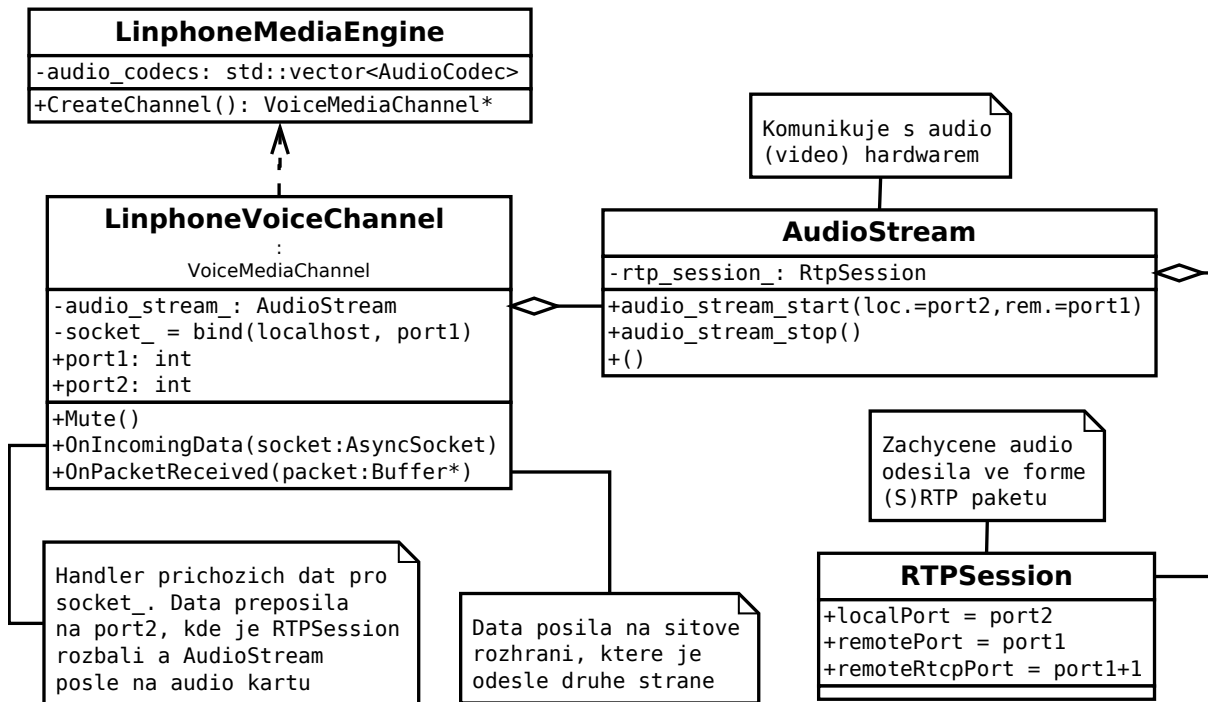 LinphoneMediaEngine
-audio_codecs: std::vector<AudioCodec>
+CreateChannel(): VoiceMediaChannel*
Komunikuje s audio
(video) hardwarem
LinphoneVoiceChannel
:
VoiceMediaChannel
-audio_stream_: AudioStream
-socket_ = bind(localhost, port1)
+port1: int
+port2: int
+Mute()
+OnIncomingData(socket:AsyncSocket)
+OnPacketReceived(packet:Buffer*)
AudioStream
-rtp_session_: RtpSession
+audio_stream_start(loc.=port2,rem.=port1)
+audio_stream_stop()
+()
Zachycene audio
odesila ve forme
(S)RTP paketu
Handler prichozich dat pro
socket_. Data preposila
na port2, kde je RTPSession
rozbali a AudioStream
posle na audio kartu
Data posila na sitove
rozhrani, ktere je
odesle druhe strane
RTPSession
+localPort = port2
+remotePort = port1
+remoteRtcpPort = port1+1